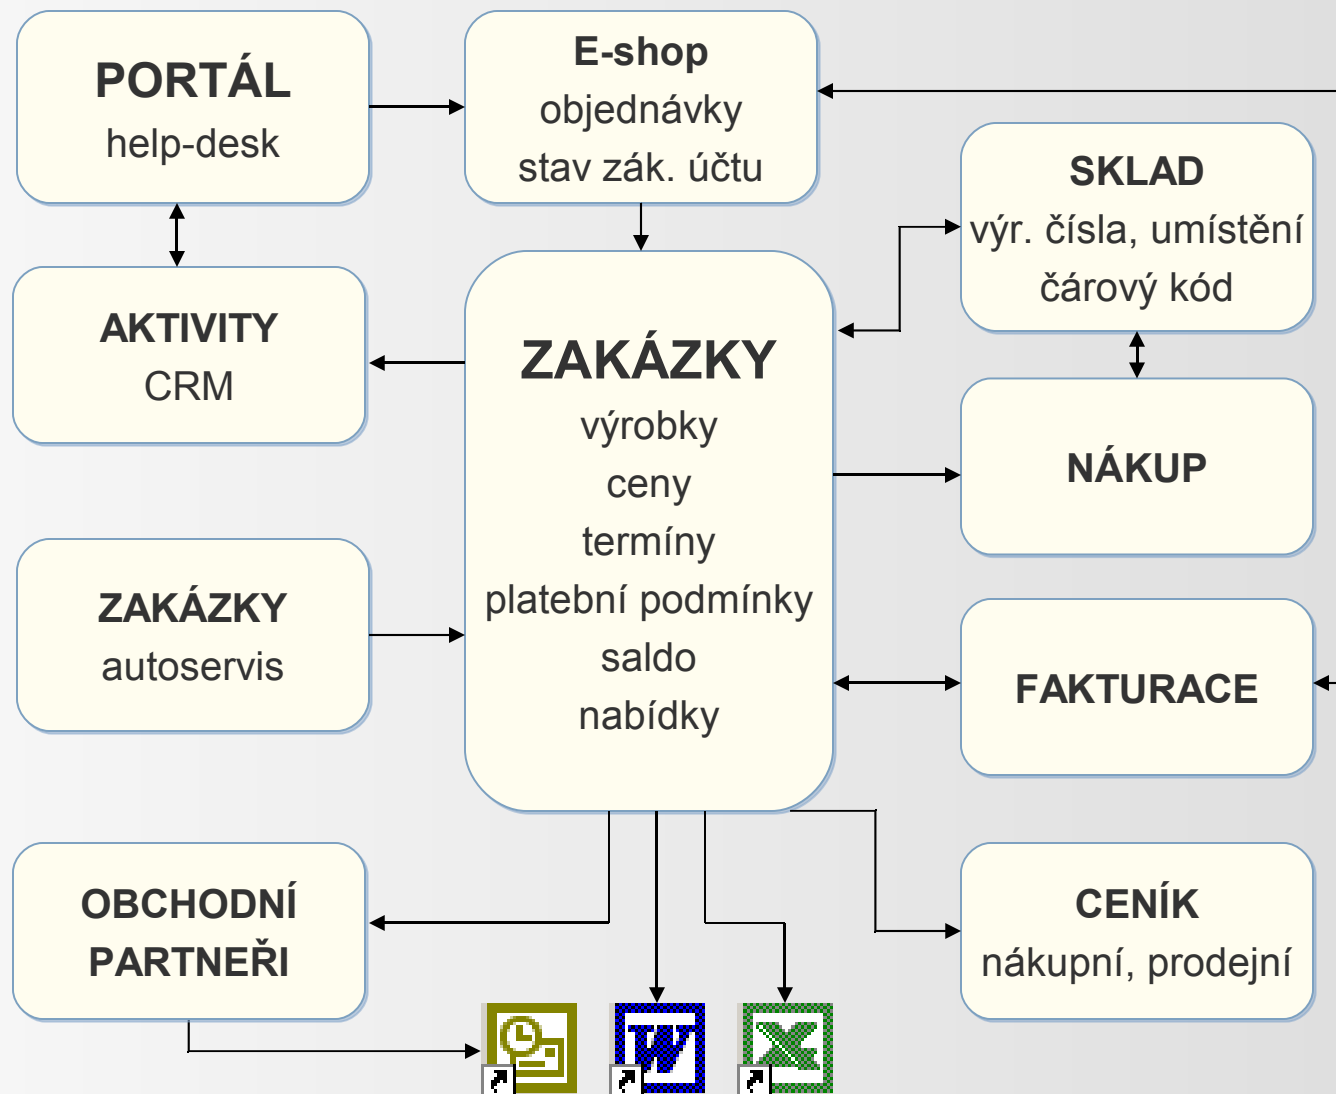 PORTÁL
help-desk
E-shop
objednávky
stav zák. účtu
SKLAD
výr. čísla, umístění
čárový kód
AKTIVITY
CRM
ZAKÁZKY
výrobky
ceny
termíny
platební podmínky
saldo
nabídky
NÁKUP
ZAKÁZKY
autoservis
FAKTURACE
OBCHODNÍ
PARTNEŘI
CENÍK
nákupní, prodejní
W
X